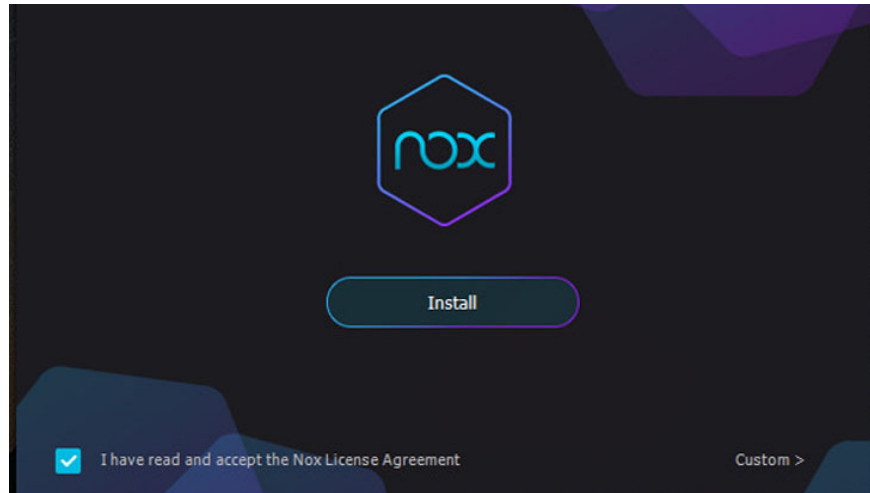 nox
Install
I have read and accept the Nox License Agreement
Custom >